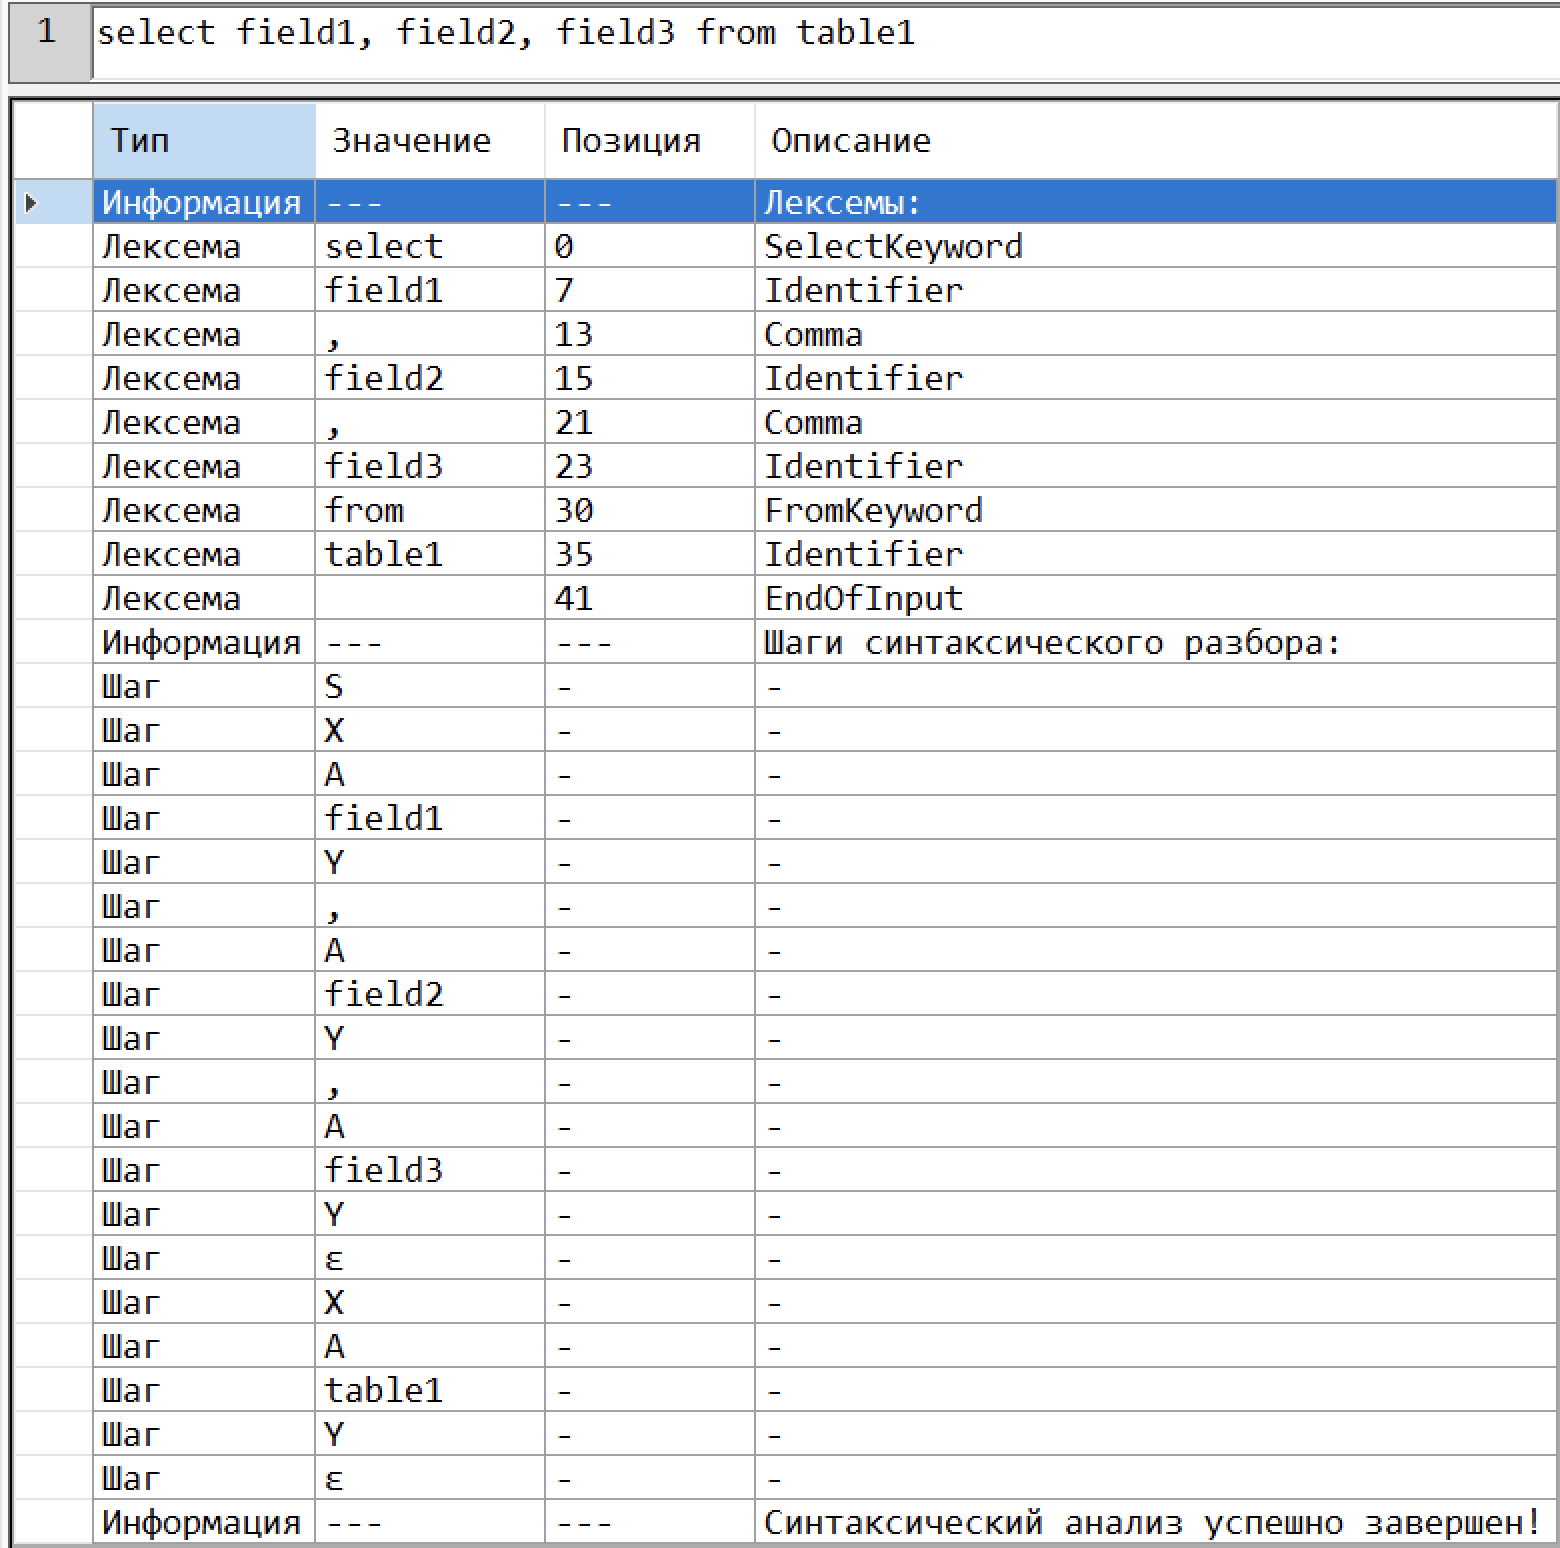 1 select field1, field2, field3 from table1
Тип Значение Позиция Описание
Информация --- --- Лексемы:
Лексема select 0 SelectKeyword
Лексема field1 7 Identifier
Лексема , 13 Comma
Лексема field2 15 Identifier
Лексема , 21 Comma
Лексема field3 23 Identifier
Лексема from 30 FromKeyword
Лексема table1 35 Identifier
Лексема 41 EndOfInput
Информация --- --- Шаги синтаксического разбора:
Шаг S - -
Шаг X - -
Шаг A - -
Шаг field1 - -
Шаг Y - -
Шаг , - -
Шаг A - -
Шаг field2 - -
Шаг Y - -
Шаг , - -
Шаг A - -
Шаг field3 - -
Шаг Y - -
Шаг ε - -
Шаг X - -
Шаг A - -
Шаг table1 - -
Шаг Y - -
Шаг ε - -
Информация --- --- Синтаксический анализ успешно завершен!